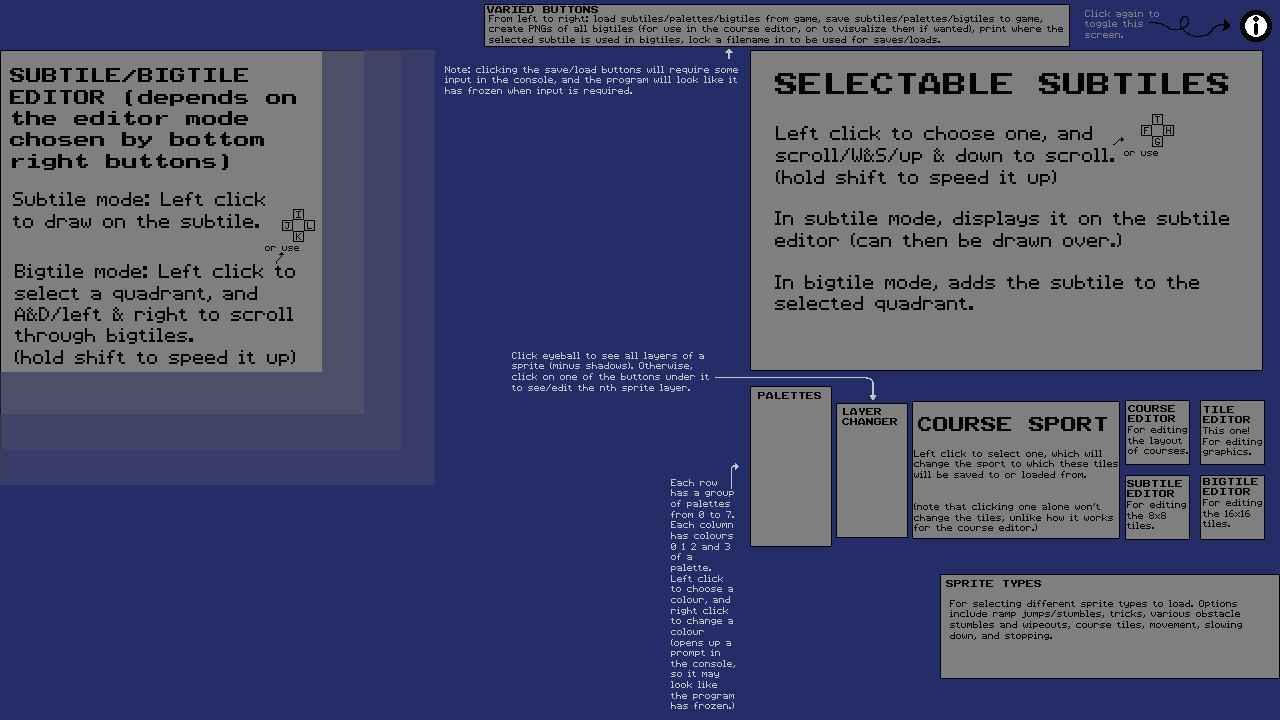 VARIED BUTTONS
From left to right: load subtiles/palettes/bigtiles from game, save subtiles/palettes/bigtiles to game,
create PNGs of all bigtiles (for use in the course editor, or to visualize them if wanted), print where the
selected subtile is used in bigtiles, lock a filename in to be used for saves/loads.
Click again to
toggle this
screen.
i
Note: clicking the save/load buttons will require some
input in the console, and the program will look like it
has frozen when input is required.
SUBTILE/BIGTILE
EDITOR (depends on
the editor mode
chosen by bottom
right buttons)
Subtile mode: Left click
to draw on the subtile.
I
J L
K
or use
Bigtile mode: Left click to
select a quadrant, and
A&D/left & right to scroll
through bigtiles.
(hold shift to speed it up)
SELECTABLE SUBTILES
Left click to choose one, and
scroll/W&S/up & down to scroll.
(hold shift to speed it up)
T
F H
G
or use
In subtile mode, displays it on the subtile
editor (can then be drawn over.)
In bigtile mode, adds the subtile to the
selected quadrant.
Click eyeball to see all layers of a
sprite (minus shadows). Otherwise,
click on one of the buttons under it
to see/edit the nth sprite layer.
PALETTES
LAYER
CHANGER
COURSE SPORT
Left click to select one, which will
change the sport to which these tiles
will be saved to or loaded from.
(note that clicking one alone won't
change the tiles, unlike how it works
for the course editor.)
COURSE
EDITOR
For editing
the layout
of courses.
TILE
EDITOR
This one!
For editing
graphics.
SUBTILE
EDITOR
For editing
the 8x8
tiles.
BIGTILE
EDITOR
For editing
the 16x16
tiles.
Each row
has a group
of palettes
from 0 to 7.
Each column
has colours
0 1 2 and 3
of a
palette.
Left click
to choose a
colour, and
right click
to change a
colour
(opens up a
prompt in
the console,
so it may
look like
the program
has frozen.)
SPRITE TYPES
For selecting different sprite types to load. Options
include ramp jumps/stumbles, tricks, various obstacle
stumbles and wipeouts, course tiles, movement, slowing
down, and stopping.